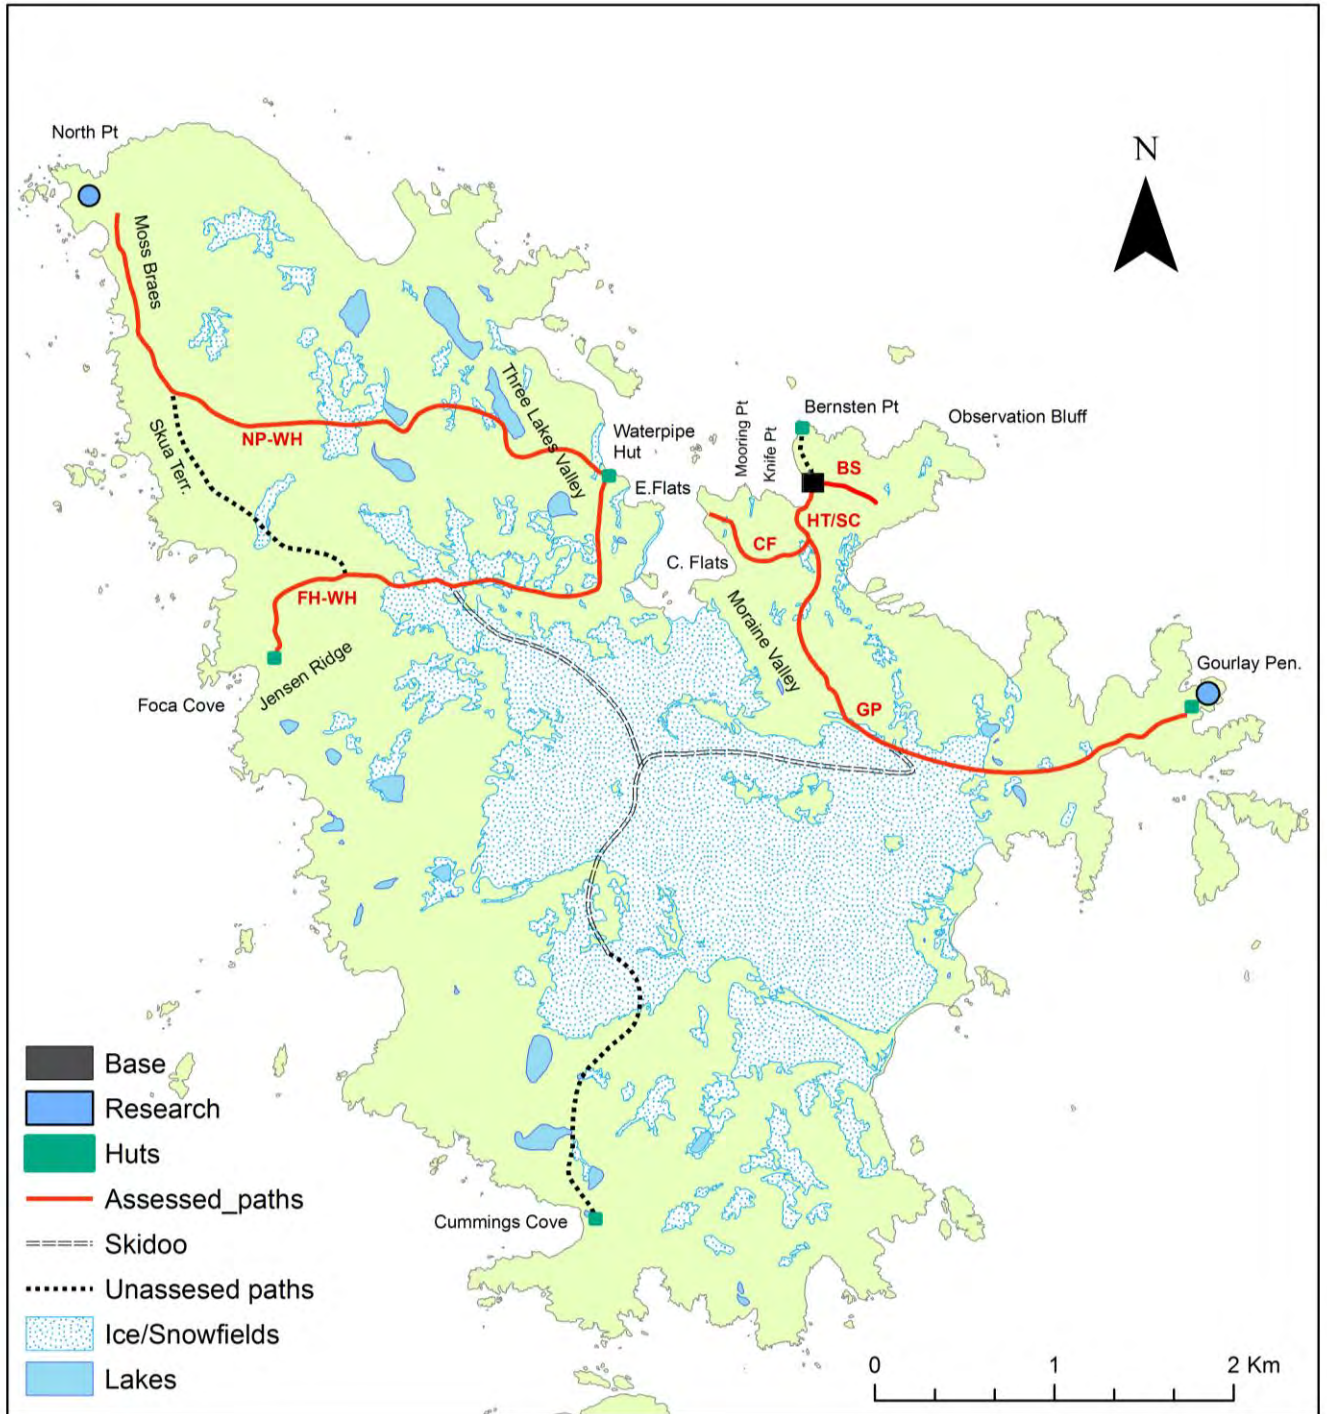 North Pt
N
Moss Braes
Bernsten Pt
Observation Bluff
Mooring Pt
Knife Pt
Three Lakes Valley
Waterpipe
Hut
NP-WH
Skua Terr.
BS
E.Flats
HT/SC
CF
C. Flats
FH-WH
Moraine Valley
Jensen Ridge
Foca Cove
Gourlay Pen.
GP
Base
Research
Huts
Assessed_paths
Skidoo
Unassesed paths
Ice/Snowfields
Lakes
Cummings Cove
0 1 2 Km